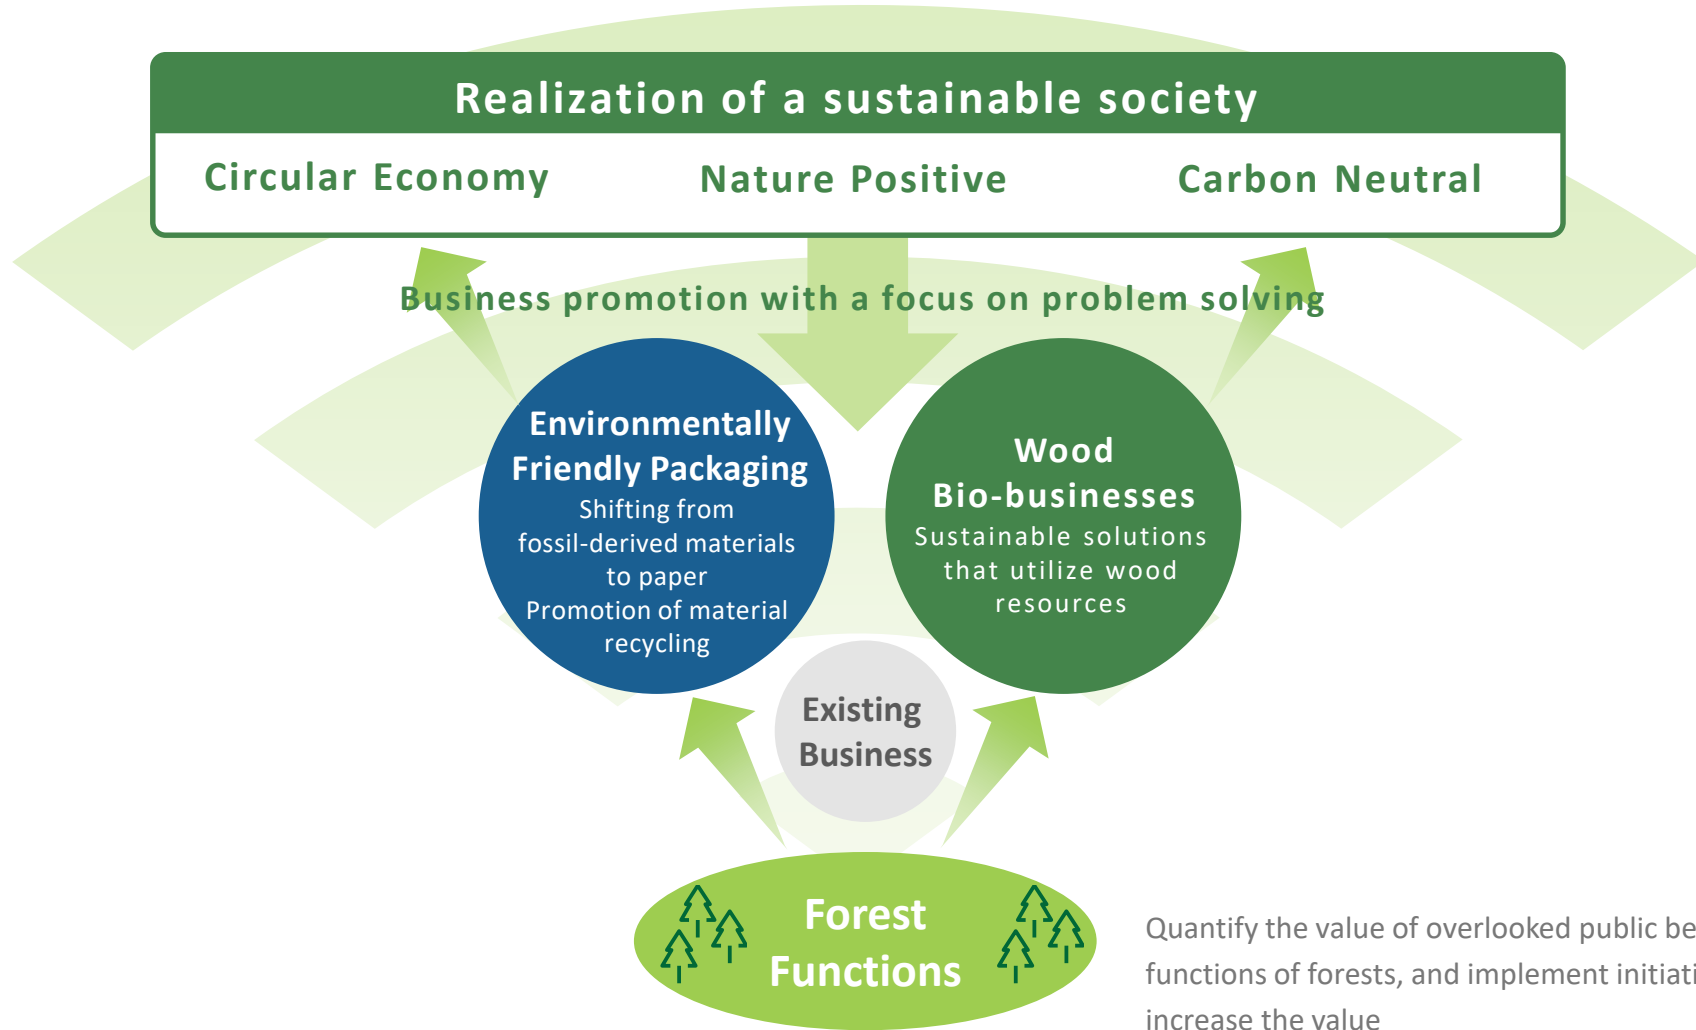 Realization of a sustainable society
Circular Economy Nature Positive Carbon Neutral
Business promotion with a focus on problem solving
Environmentally
Friendly Packaging
Shifting from
fossil-derived materials
to paper
Promotion of material
recycling
Wood
Bio-businesses
Sustainable solutions
that utilize wood
resources
Existing
Business
Forest
Functions
Quantify the value of overlooked public
functions of forests, and implement
increase the value